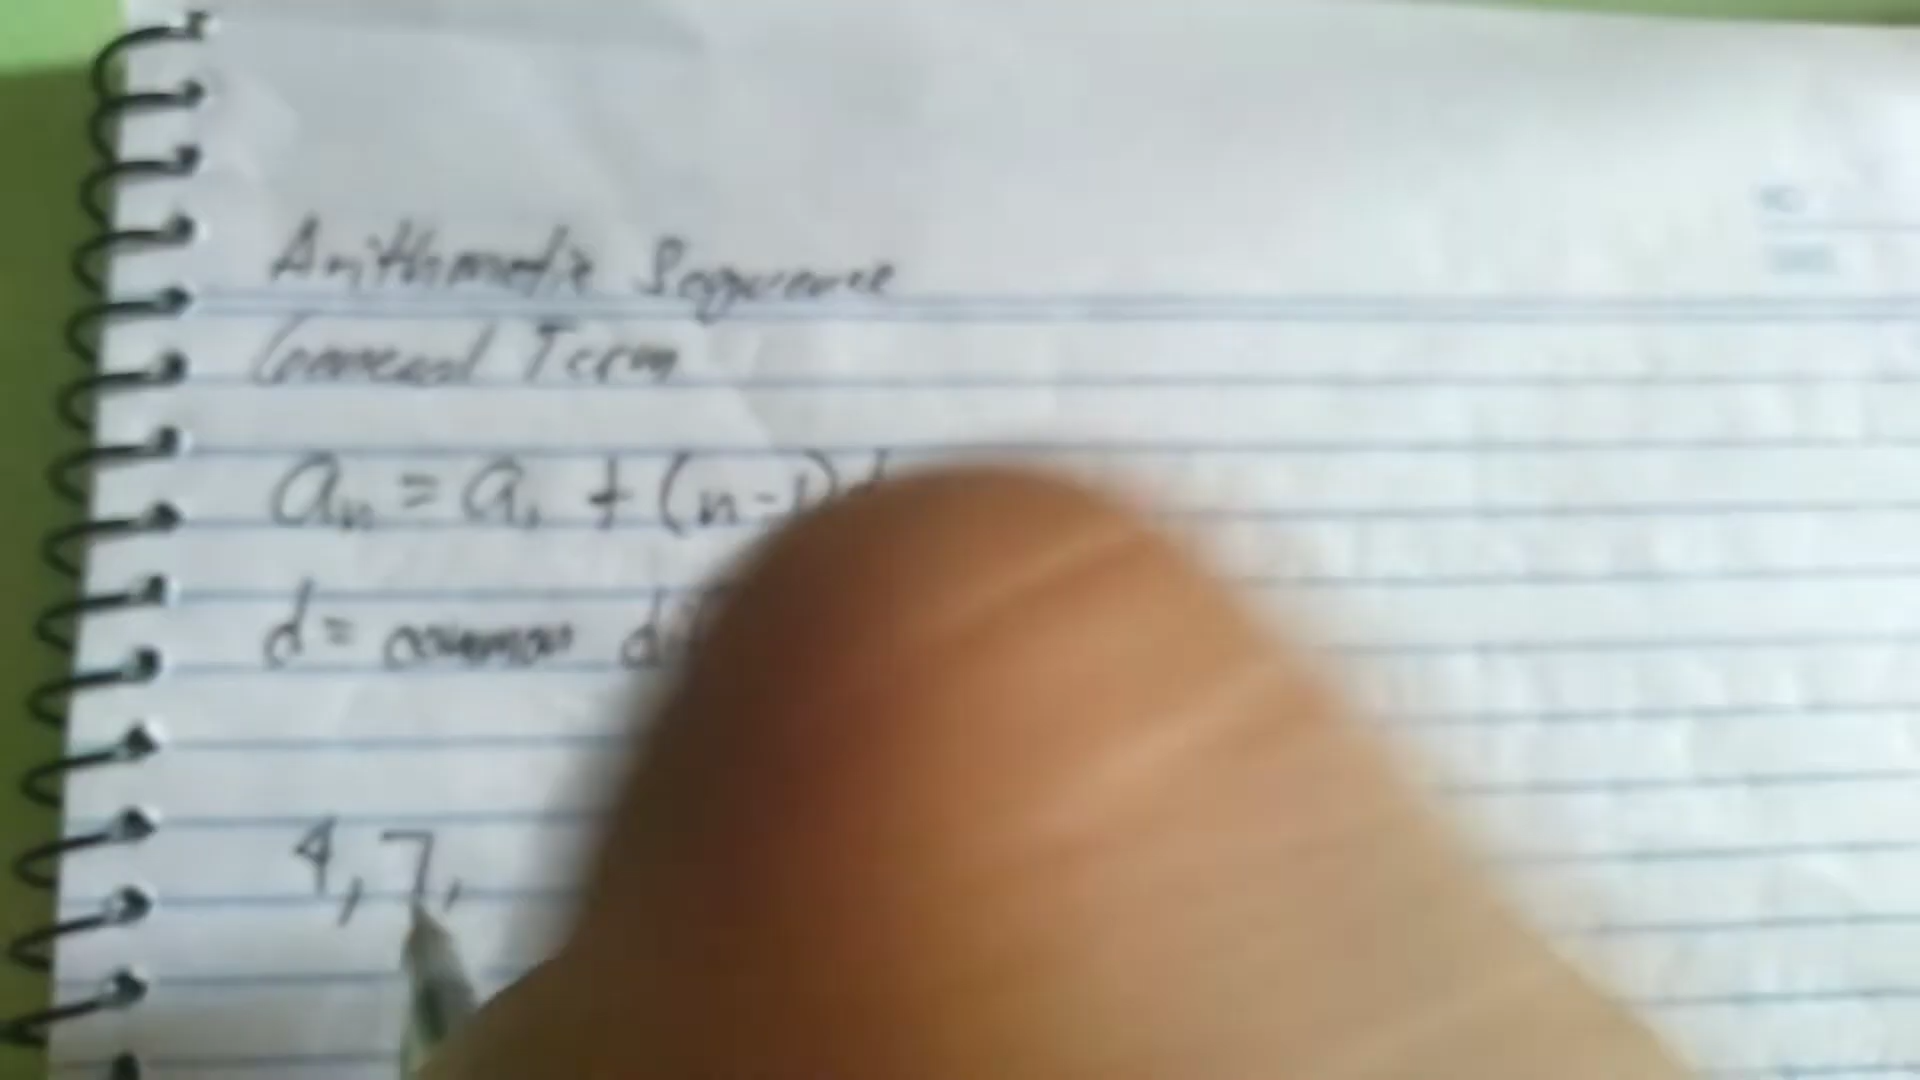 Arithmetic Sequence
General Term
aₙ = a₁ + (n-1)d
d = common
4, 7,